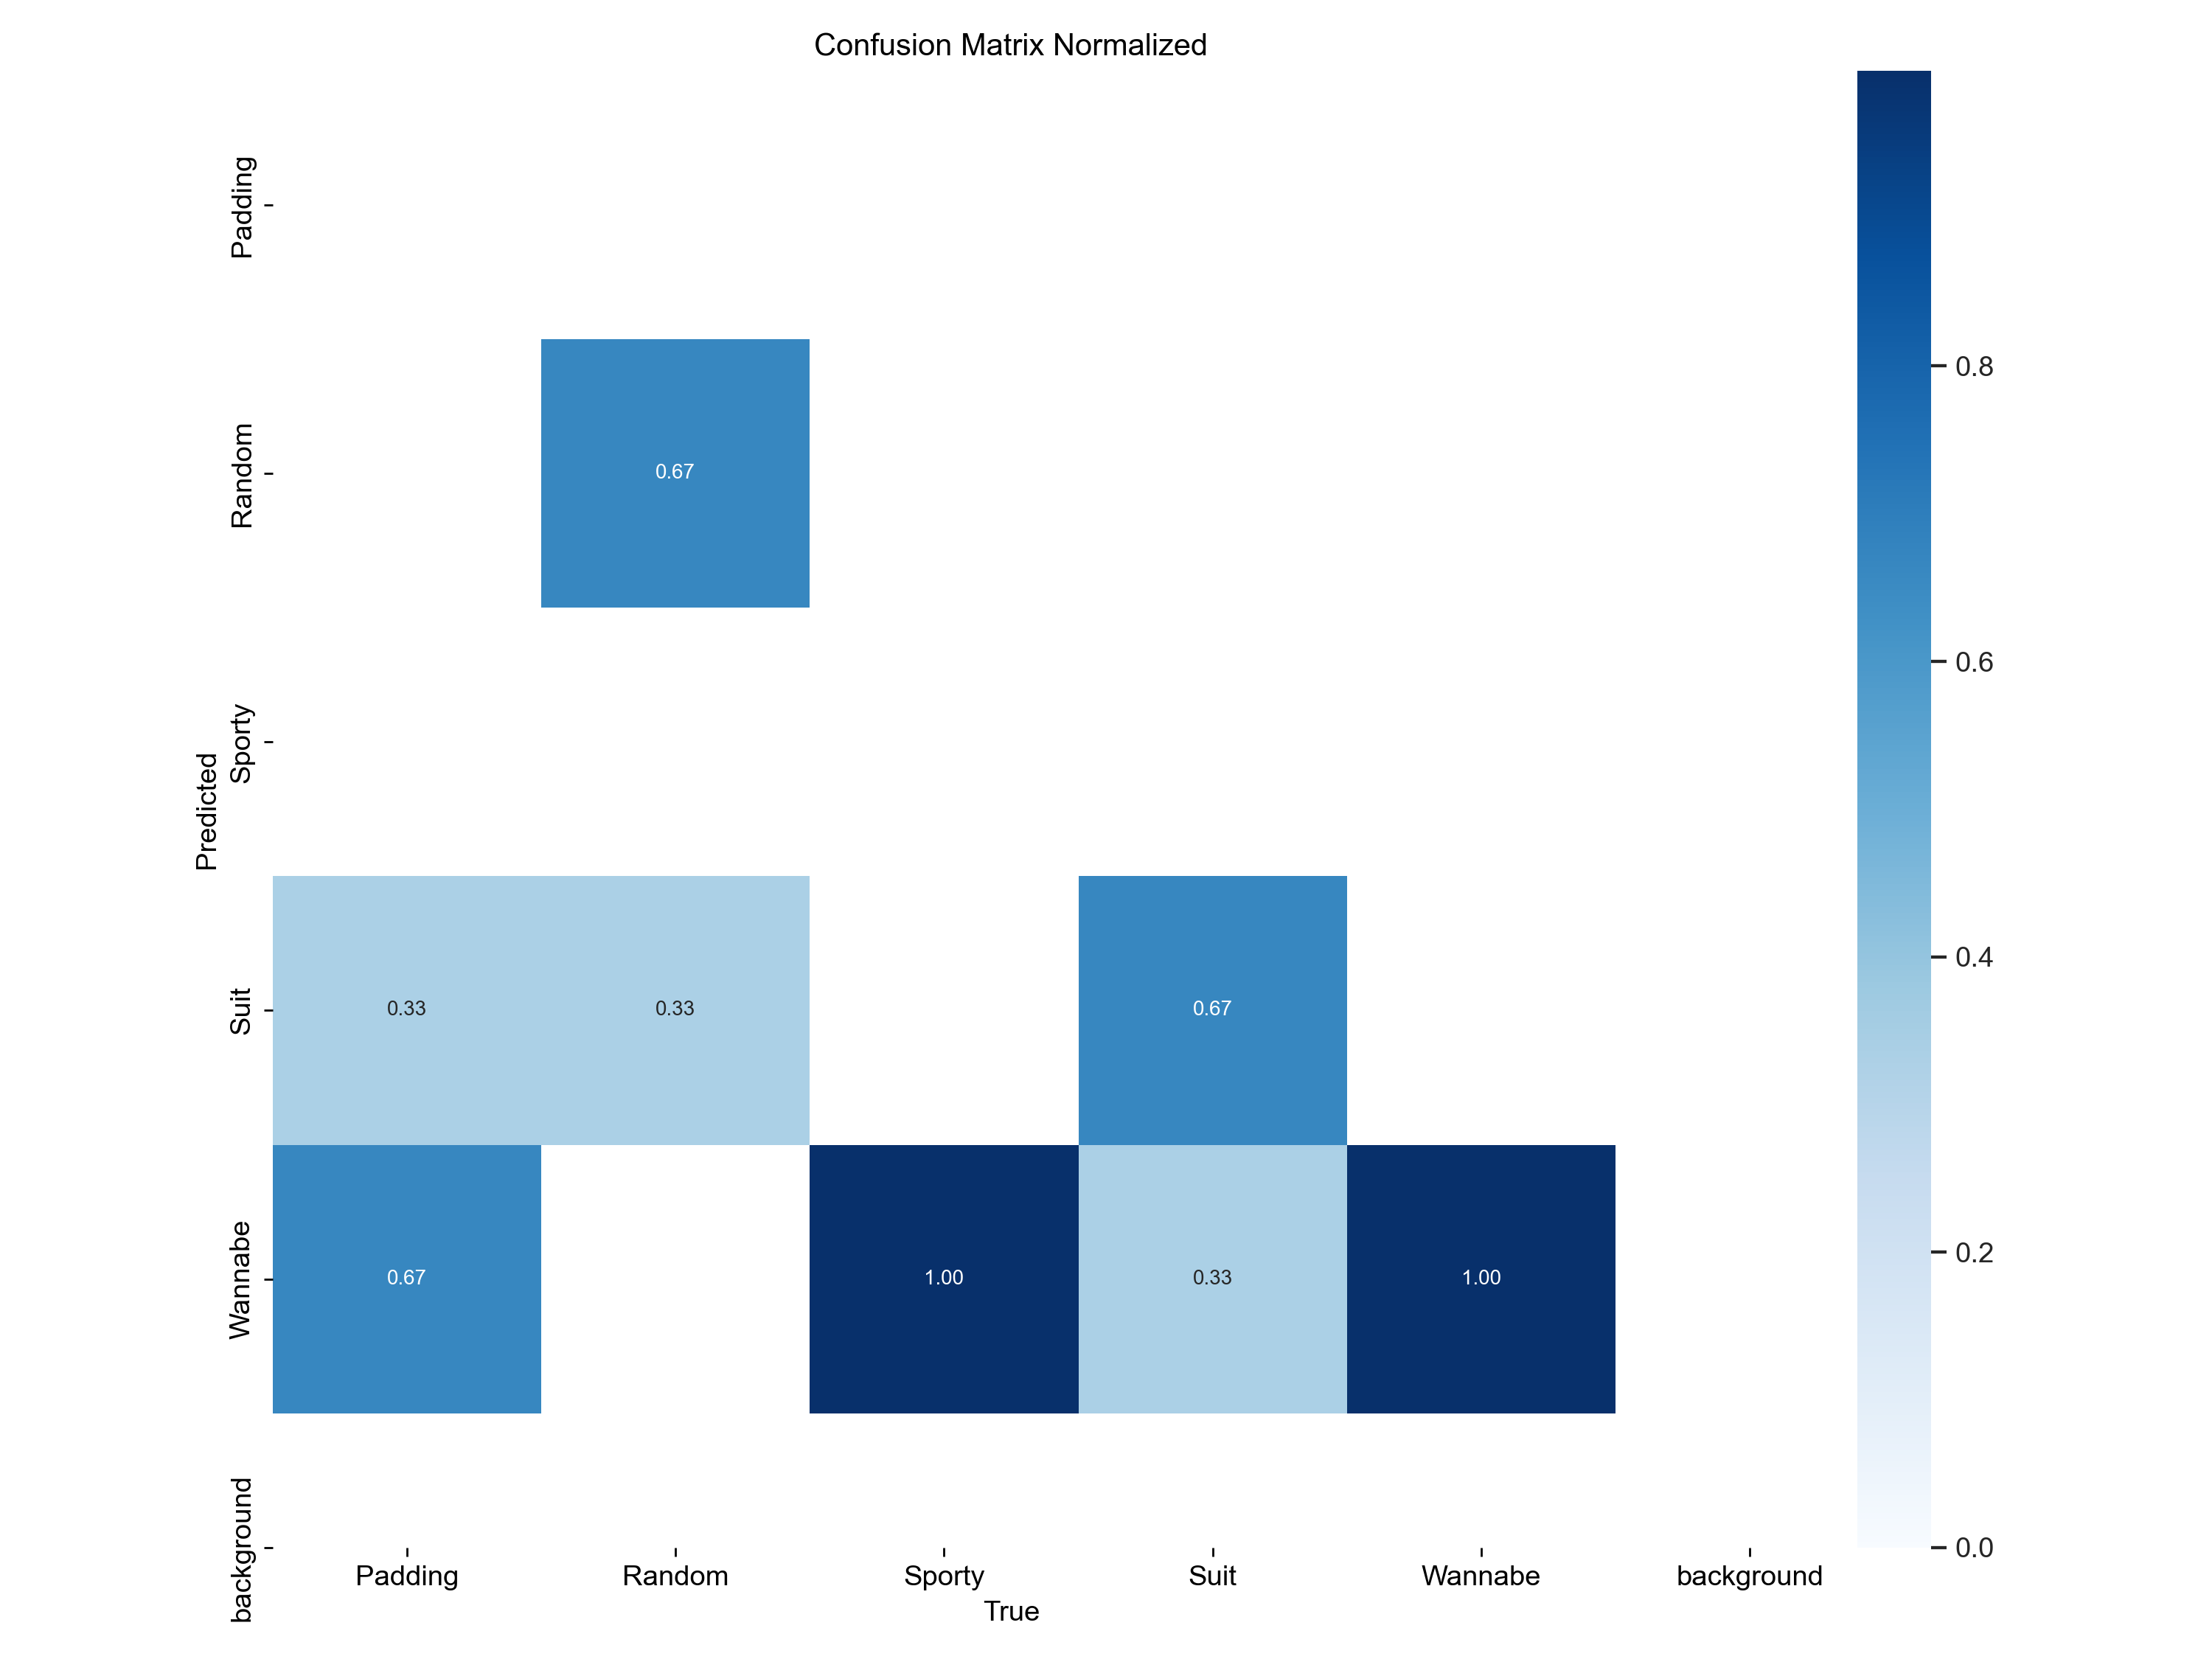 Confusion Matrix Normalized
Padding
Random
Sporty
Suit
Wannabe
background
Predicted
0.67
0.33 0.33 0.67
0.67 1.00 0.33 1.00
Padding Random Sporty Suit Wannabe background
True
0.8
0.6
0.4
0.2
0.0